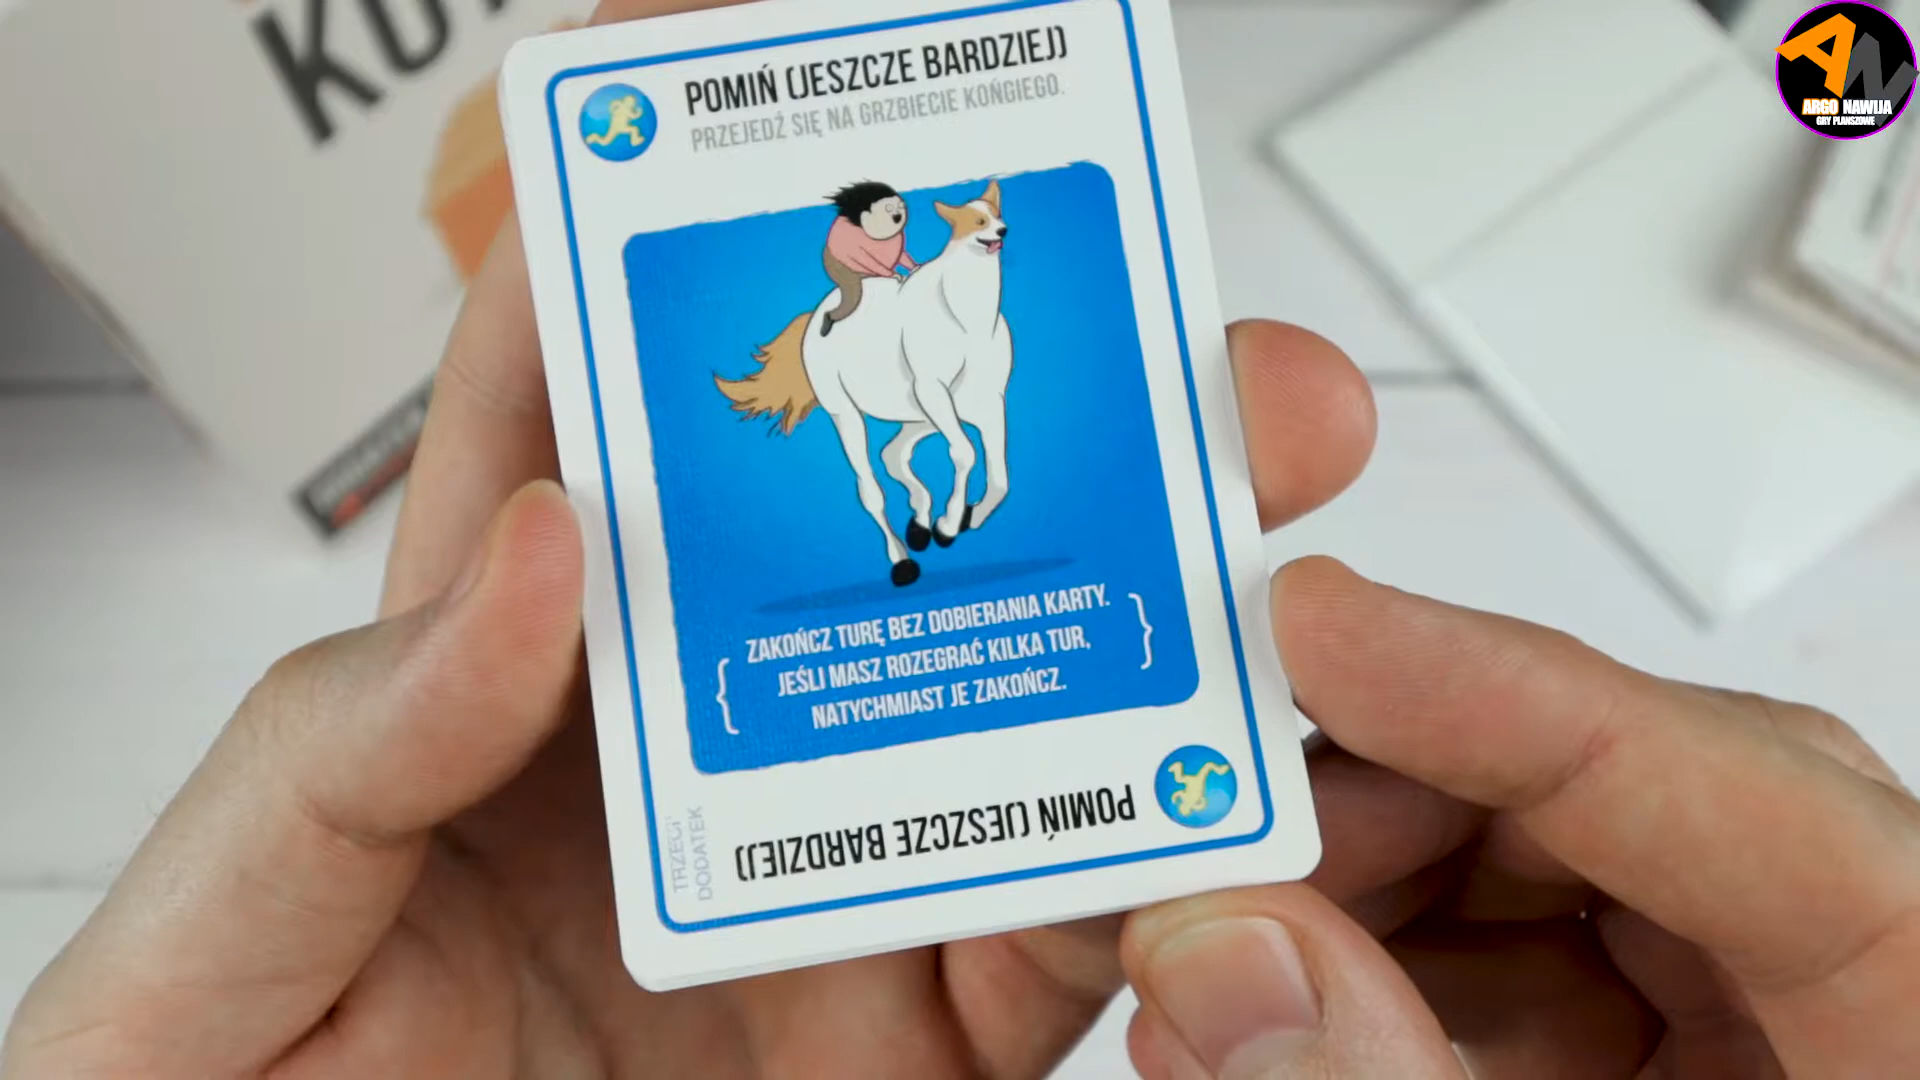 POMIŃ (JESZCZE BARDZIEJ)
PRZEJEDŹ SIĘ NA GRZBIECIE KOŃGIEGO.
ZAKOŃCZ TURĘ BEZ DOBIERANIA KARTY.
JEŚLI MASZ ROZEGRAĆ KILKA TUR,
NATYCHMIAST JE ZAKOŃCZ.
TRZECI
DODATEK
POMIŃ (JESZCZE BARDZIEJ)
AN
ARGO NAWIJA
GRY PLANSZOWE